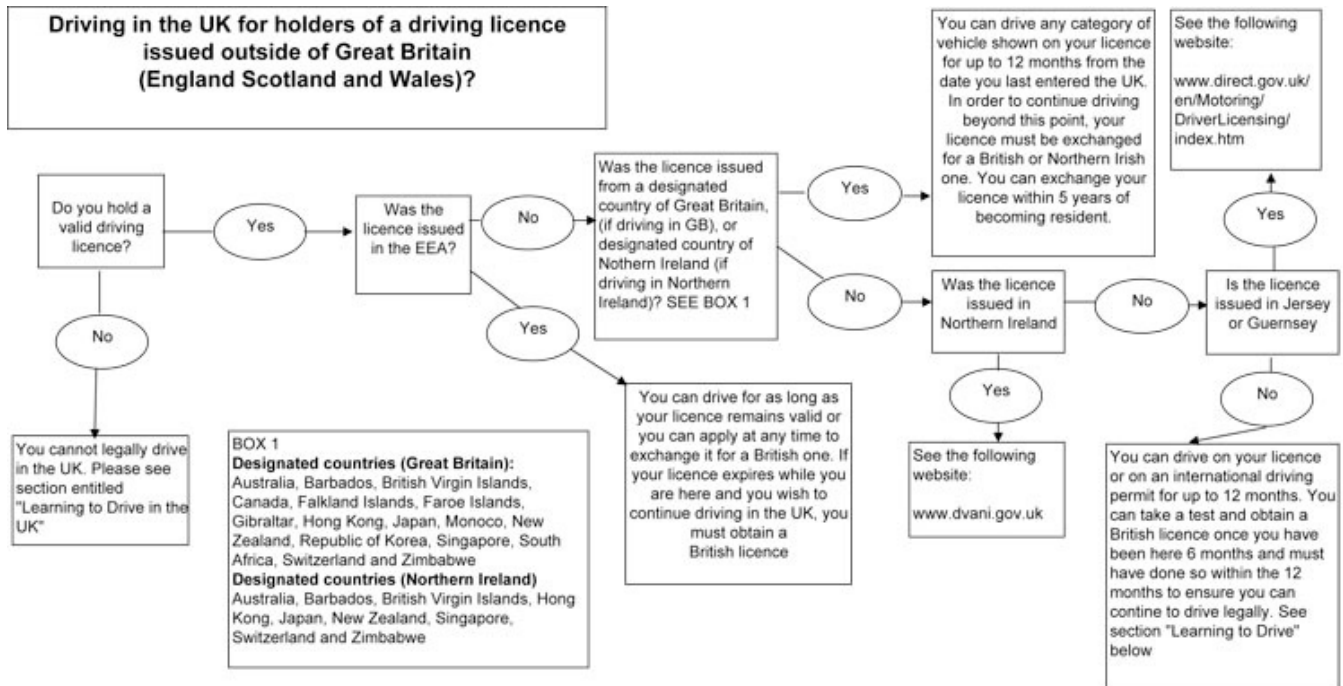 Driving in the UK for holders of a driving licence
issued outside of Great Britain
(England Scotland and Wales)?
Do you hold a
valid driving
licence?
Yes
No
You cannot legally drive
in the UK. Please see
section entitled
"Learning to Drive in the
UK"
Was the
licence issued
in the EEA?
No
Yes
Was the licence issued
from a designated
country of Great Britain,
(if driving in GB), or
designated country of
Nothern Ireland (if
driving in Northern
Ireland)? SEE BOX 1
Yes
No
You can drive any category of
vehicle shown on your licence
for up to 12 months from the
date you last entered the UK.
In order to continue driving
beyond this point, your
licence must be exchanged
for a British or Northern Irish
one. You can exchange your
licence within 5 years of
becoming resident.
See the following
website:
www.direct.gov.uk/
en/Motoring/
DriverLicensing/
index.htm
Yes
Was the licence
issued in
Northern Ireland
No
Is the licence
issued in Jersey
or Guernsey
Yes
No
You can drive for as long as
your licence remains valid or
you can apply at any time to
exchange it for a British one. If
your licence expires while you
are here and you wish to
continue driving in the UK, you
must obtain a
British licence
See the following
website:
www.dvani.gov.uk
You can drive on your licence
or on an international driving
permit for up to 12 months. You
can take a test and obtain a
British licence once you have
been here 6 months and must
have done so within the 12
months to ensure you can
contine to drive legally. See
section "Learning to Drive"
below
BOX 1
Designated countries (Great Britain):
Australia, Barbados, British Virgin Islands,
Canada, Falkland Islands, Faroe Islands,
Gibraltar, Hong Kong, Japan, Monoco, New
Zealand, Republic of Korea, Singapore, South
Africa, Switzerland and Zimbabwe
Designated countries (Northern Ireland)
Australia, Barbados, British Virgin Islands, Hong
Kong, Japan, New Zealand, Singapore,
Switzerland and Zimbabwe